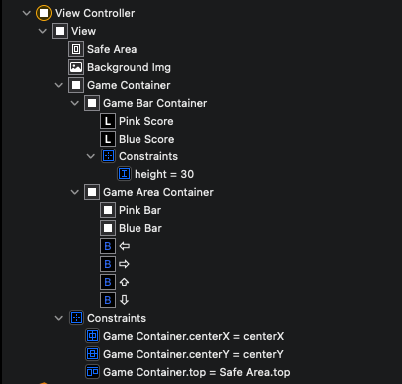 View Controller
View
Safe Area
Background Img
Game Container
Game Bar Container
L Pink Score
L Blue Score
Constraints
height = 30
Game Area Container
Pink Bar
Blue Bar
B ⇦
B ⇨
B ⇧
B ⇩
Constraints
Game Container.centerX = centerX
Game Container.centerY = centerY
Game Container.top = Safe Area.top